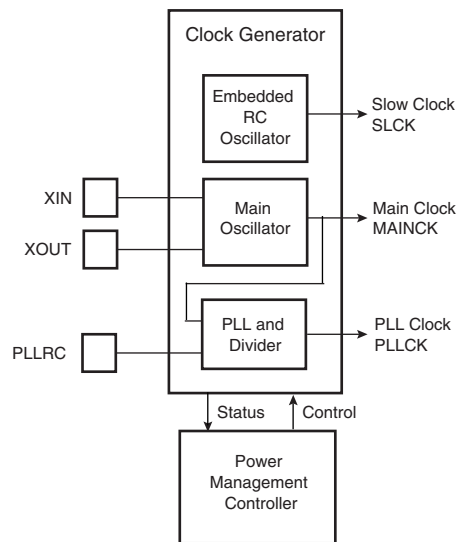 Clock Generator
Embedded
RC
Oscillator
Slow Clock
SLCK
XIN
XOUT
Main
Oscillator
Main Clock
MAINCK
PLLRC
PLL and
Divider
PLL Clock
PLLCK
Status
Control
Power
Management
Controller